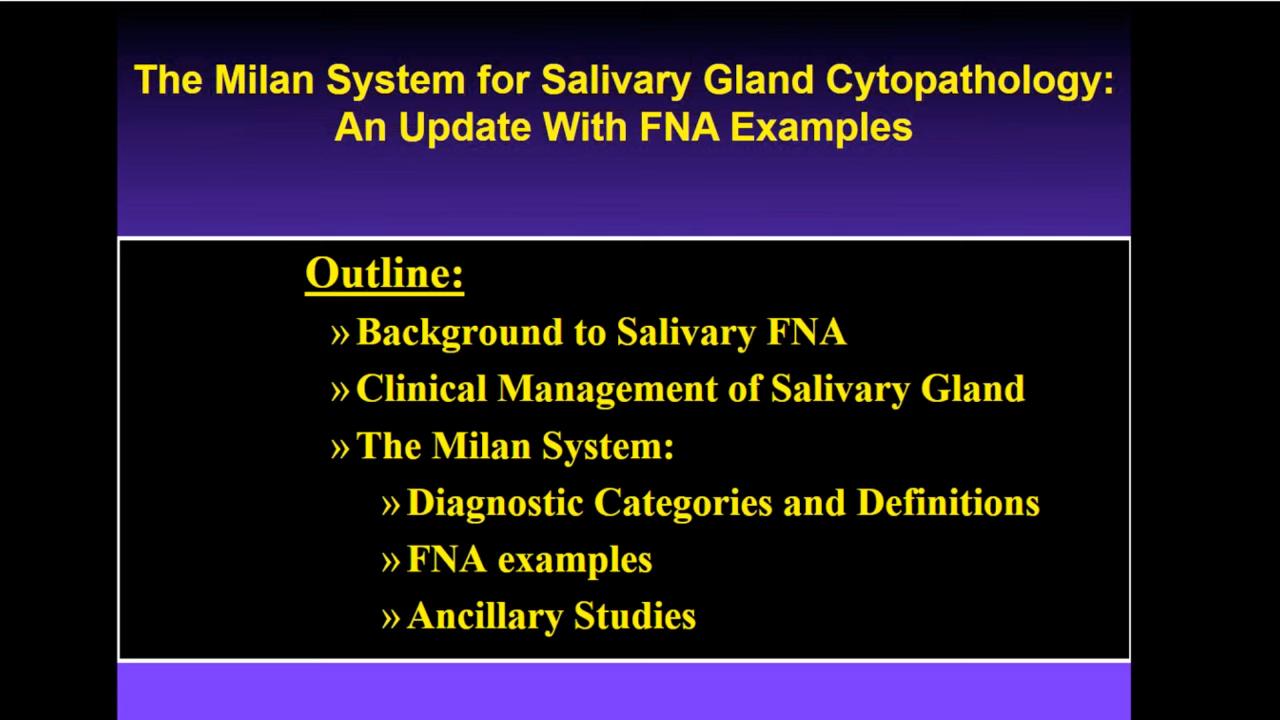 The Milan System for Salivary Gland Cytopathology:
An Update With FNA Examples
Outline:
» Background to Salivary FNA
» Clinical Management of Salivary Gland
» The Milan System:
» Diagnostic Categories and Definitions
» FNA examples
» Ancillary Studies